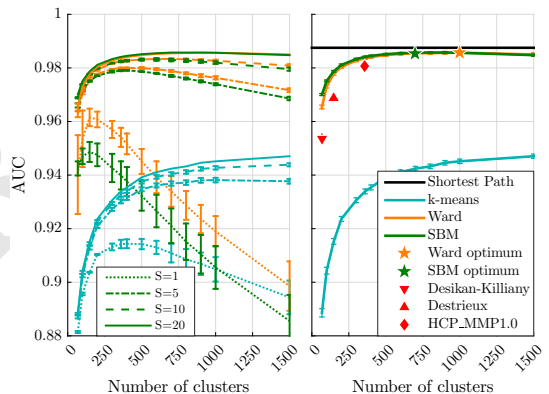 AUC
1
0.98
0.96
0.94
0.92
0.9
0.88
S=1
S=5
S=10
S=20
0
250
500
750
1000
1500
Number of clusters
Shortest Path
k-means
Ward
SBM
Ward optimum
SBM optimum
Desikan-Killiany
Destrieux
HCP_MMP1.0
0
250
500
750
1000
1500
Number of clusters